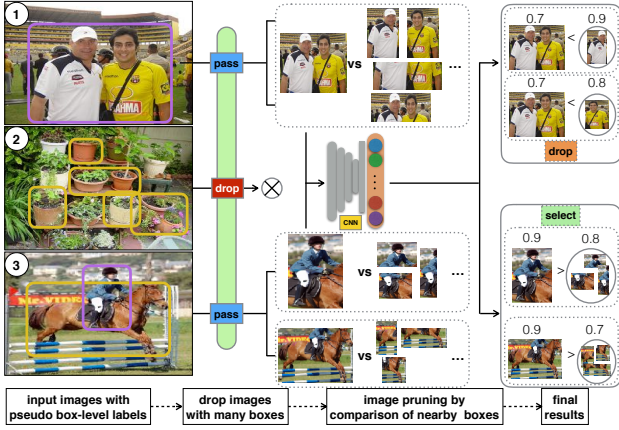 1
pass
vs
...
0.7
<
0.9
0.7
<
0.8
drop
2
drop
CNN
select
3
pass
vs
...
0.9
>
0.8
vs
...
0.9
>
0.7
input images with
pseudo box-level labels
drop images
with many boxes
image pruning by
comparison of nearby boxes
final
results